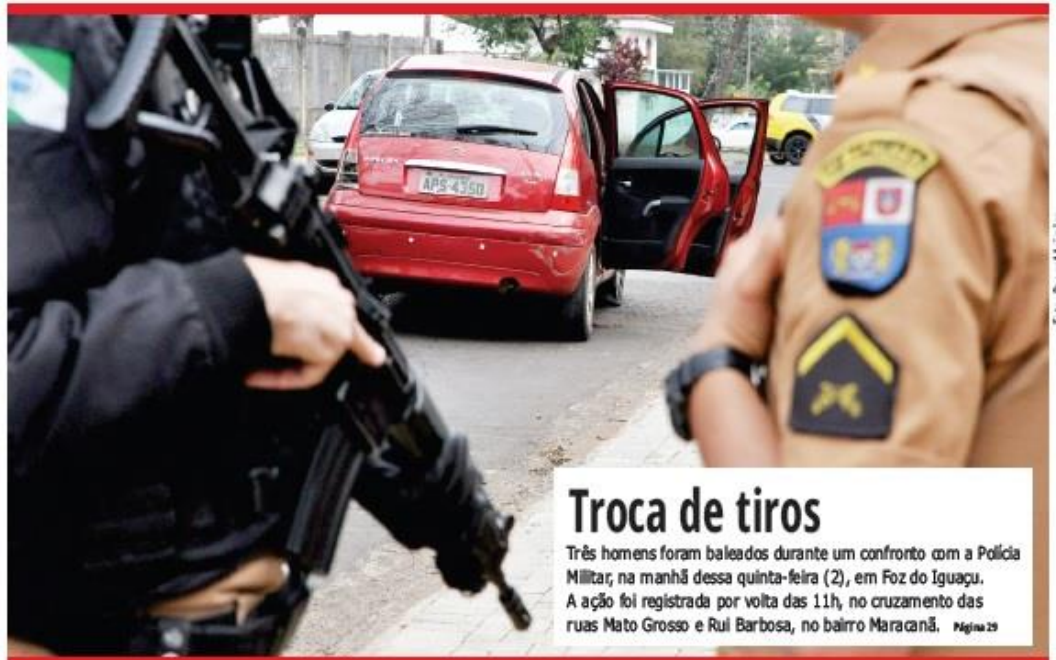 APS-4350
Troca de tiros
Três homens foram baleados durante um confronto com a Polícia
Militar, na manhã dessa quinta-feira (2), em Foz do Iguaçu.
A ação foi registrada por volta das 11h, no cruzamento das
ruas Mato Grosso e Rui Barbosa, no bairro Maracanã. Página 29